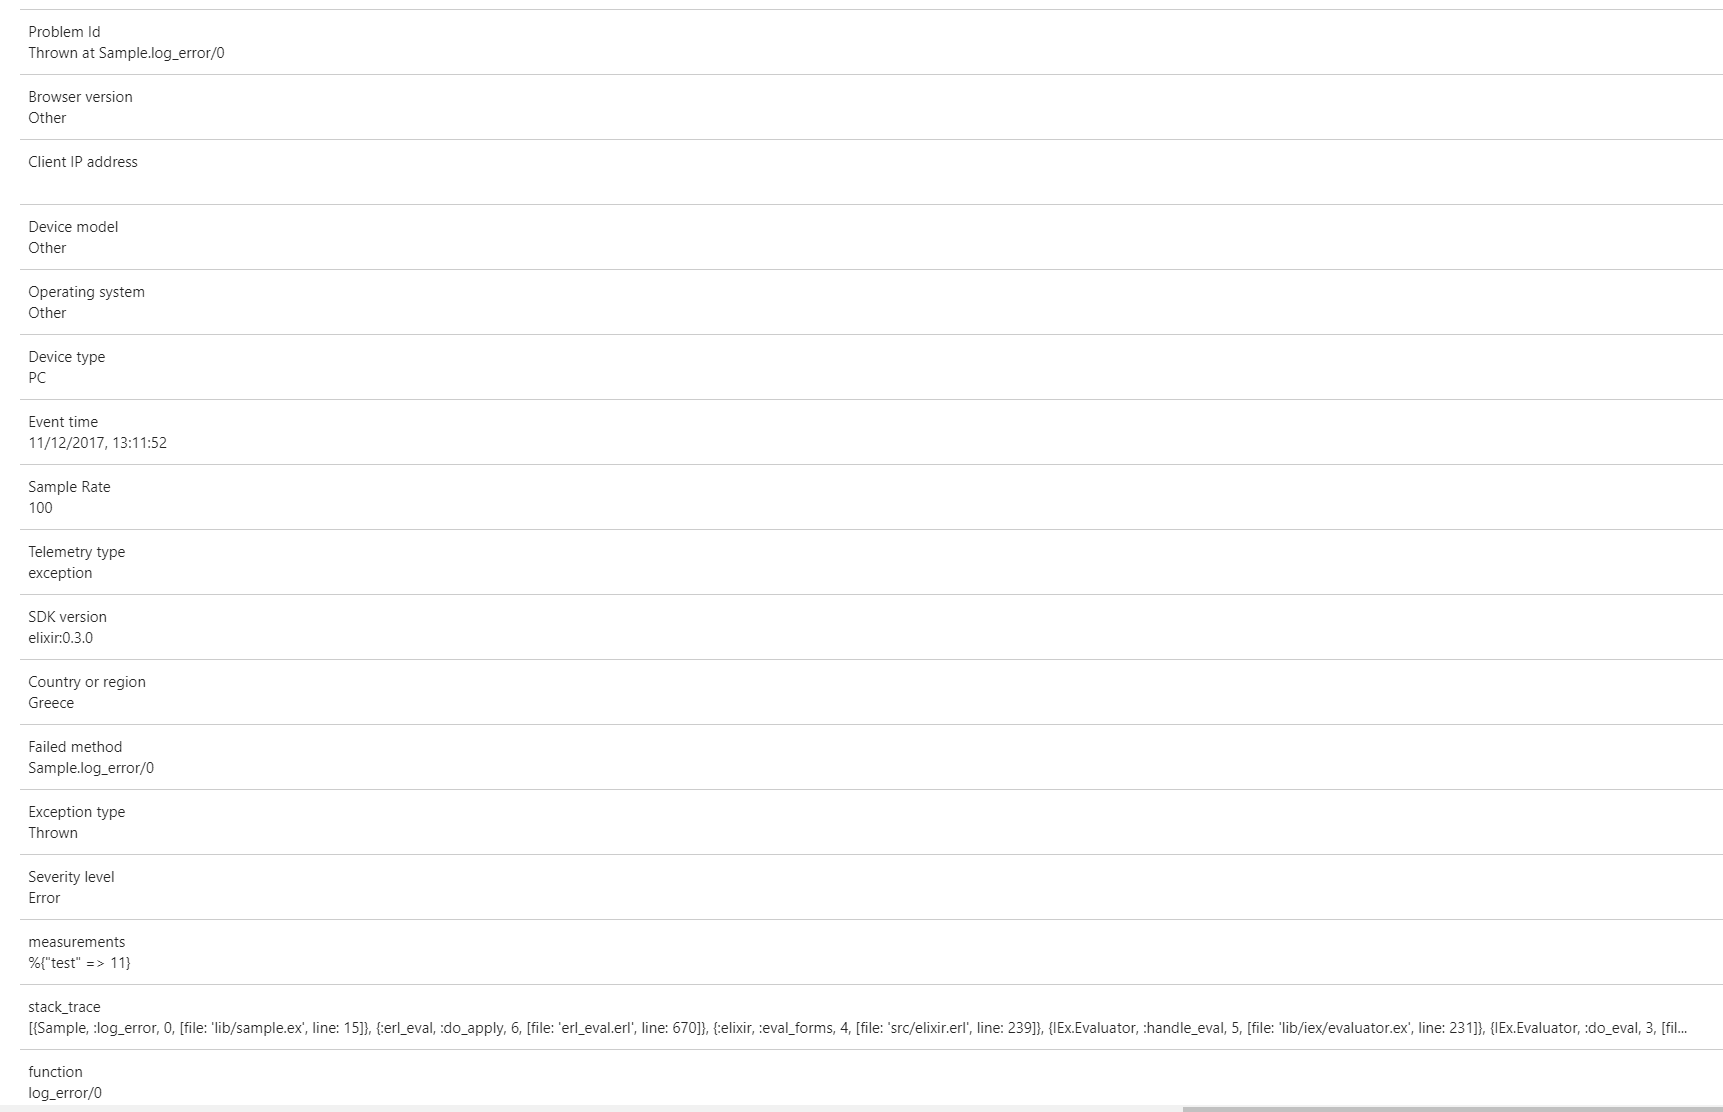 Problem Id
Thrown at Sample.log_error/0
Browser version
Other
Client IP address
Device model
Other
Operating system
Other
Device type
PC
Event time
11/12/2017, 13:11:52
Sample Rate
100
Telemetry type
exception
SDK version
elixir:0.3.0
Country or region
Greece
Failed method
Sample.log_error/0
Exception type
Thrown
Severity level
Error
measurements
%{"test" => 11}
stack_trace
[{Sample, :log_error, 0, [file: 'lib/sample.ex', line: 15]}, {:erl_eval, :do_apply, 6, [file: 'erl_eval.erl', line: 670]}, {:elixir, :eval_forms, 4, [file: 'src/elixir.erl', line: 239]}, {IEx.Evaluator, :handle_eval, 5, [file: 'lib/iex/evaluator.ex', line: 231]}, {IEx.Evaluator, :do_eval, 3, [fil...
function
log_error/0